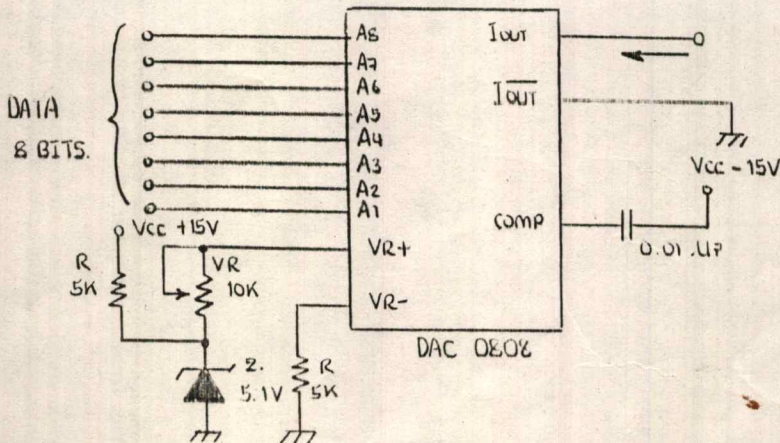 DATA
8 BITS.
A8
A7
A6
A5
A4
A3
A2
A1
IOUT
IOUT
COMP
VCC -15V
0.01 UF
VCC +15V
R
5K
VR
10K
VR+
VR-
Z.
5.1V
R
5K
DAC 0808